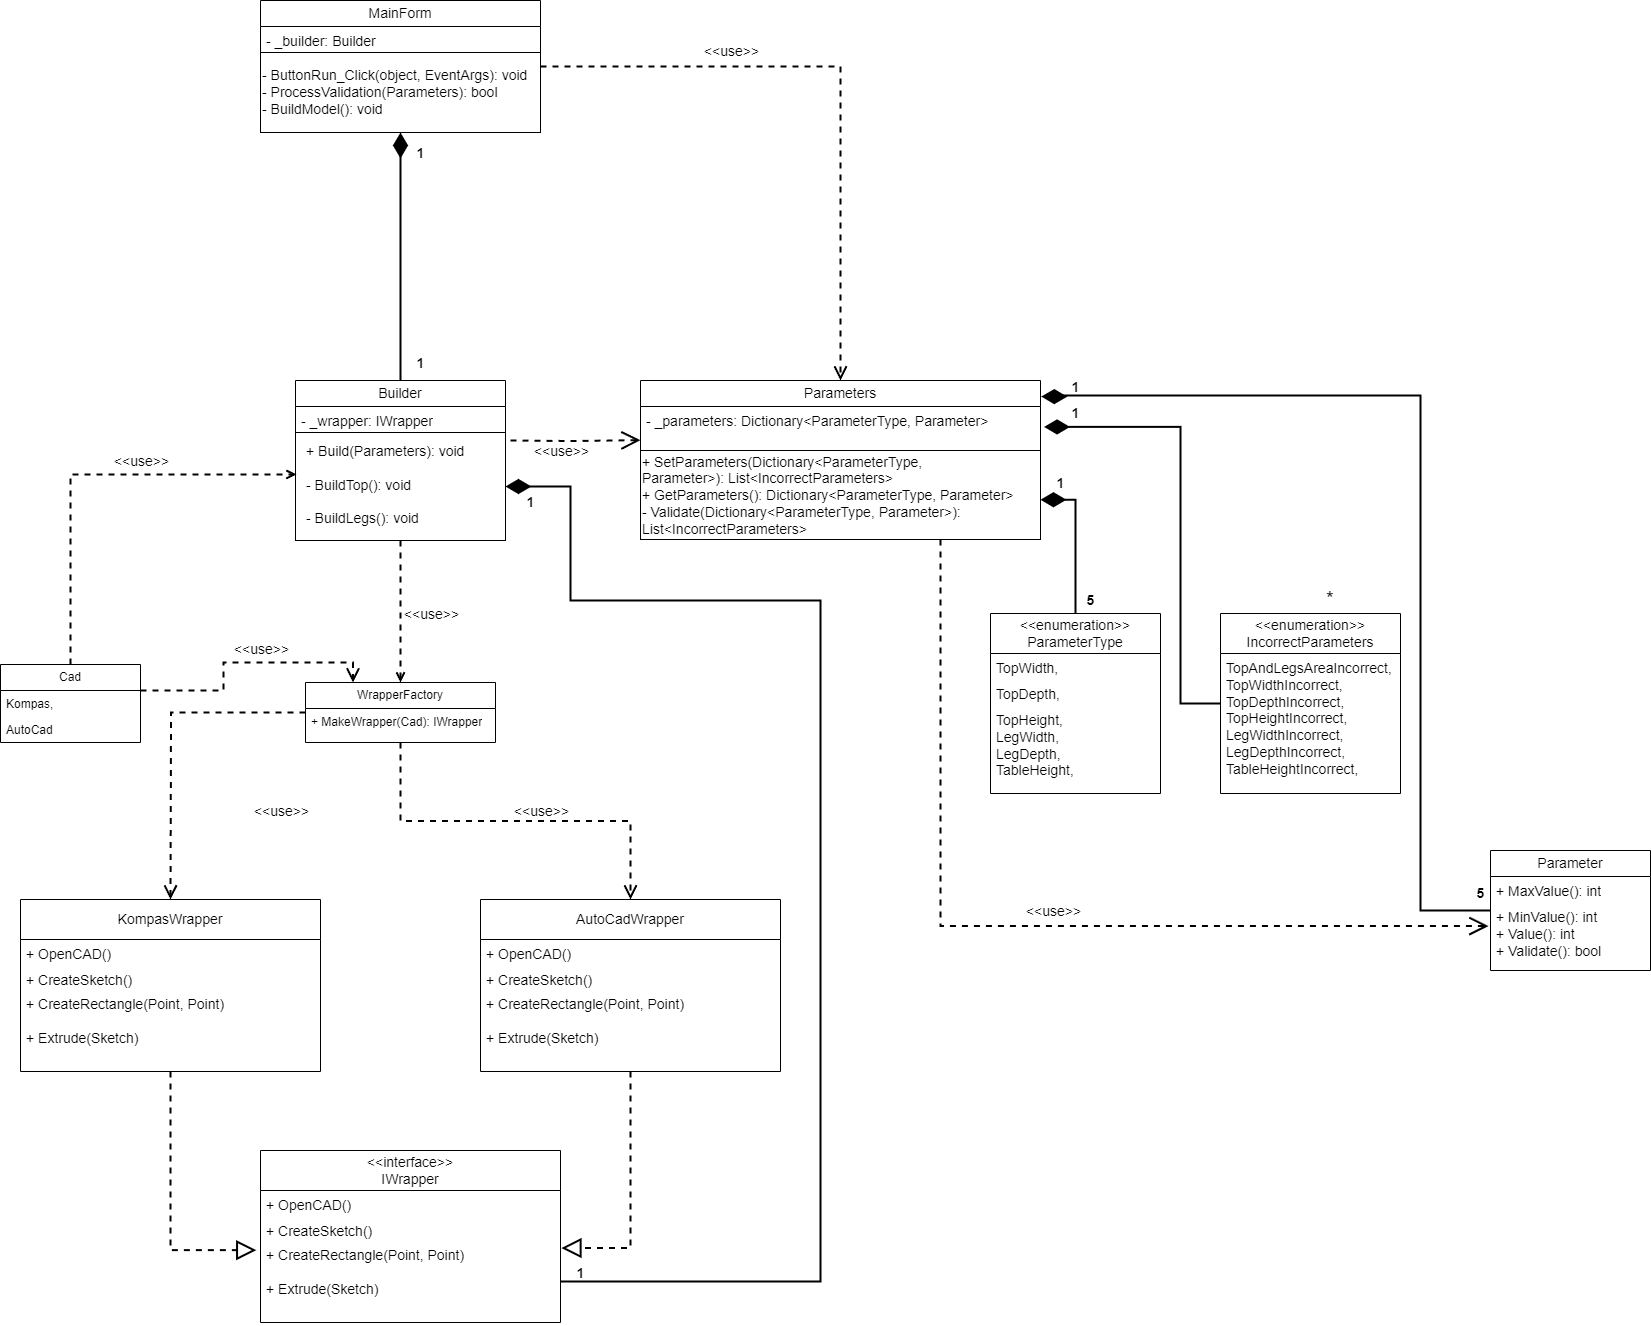 MainForm
- _builder: Builder
- ButtonRun_Click(object, EventArgs): void
- ProcessValidation(Parameters): bool
- BuildModel(): void
<<use>>
1
1
Builder
- _wrapper: IWrapper
+ Build(Parameters): void
- BuildTop(): void
- BuildLegs(): void
<<use>>
1
Parameters
- _parameters: Dictionary<ParameterType, Parameter>
+ SetParameters(Dictionary<ParameterType,
Parameter>): List<IncorrectParameters>
+ GetParameters(): Dictionary<ParameterType, Parameter>
- Validate(Dictionary<ParameterType, Parameter>):
List<IncorrectParameters>
1
1
1
<<use>>
<<use>>
<<use>>
5
*
<<enumeration>>
ParameterType
TopWidth,
TopDepth,
TopHeight,
LegWidth,
LegDepth,
TableHeight,
<<enumeration>>
IncorrectParameters
TopAndLegsAreaIncorrect,
TopWidthIncorrect,
TopDepthIncorrect,
TopHeightIncorrect,
LegWidthIncorrect,
LegDepthIncorrect,
TableHeightIncorrect,
Cad
Kompas,
AutoCad
WrapperFactory
+ MakeWrapper(Cad): IWrapper
<<use>>
<<use>>
<<use>>
5
Parameter
+ MaxValue(): int
+ MinValue(): int
+ Value(): int
+ Validate(): bool
KompasWrapper
+ OpenCAD()
+ CreateSketch()
+ CreateRectangle(Point, Point)
+ Extrude(Sketch)
AutoCadWrapper
+ OpenCAD()
+ CreateSketch()
+ CreateRectangle(Point, Point)
+ Extrude(Sketch)
<<interface>>
IWrapper
+ OpenCAD()
+ CreateSketch()
+ CreateRectangle(Point, Point)
+ Extrude(Sketch)
1